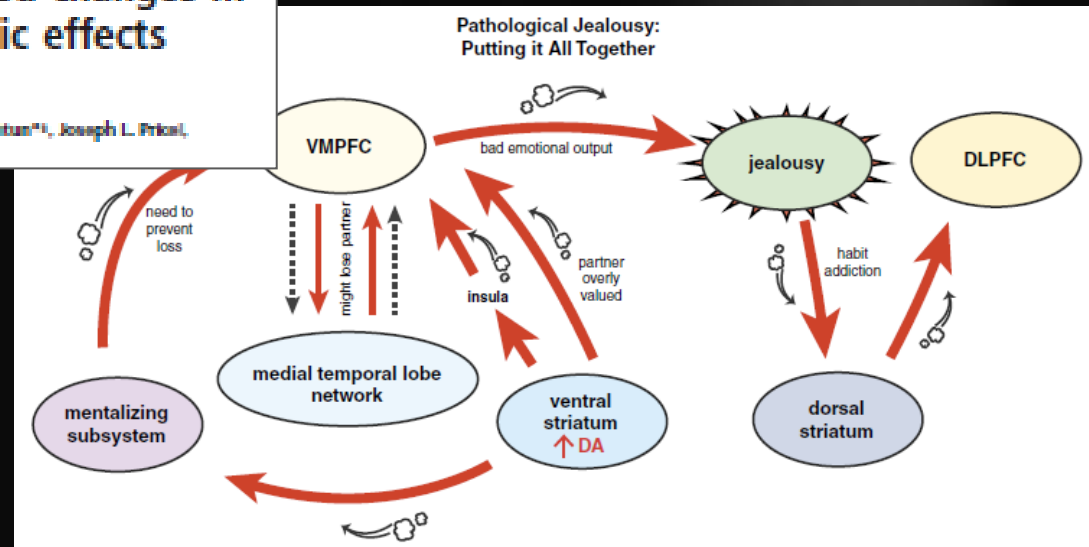 ic effects
Joseph L. Price,
Pathological Jealousy:
Putting it All Together
VMPFC
bad emotional output
jealousy
DLPFC
need to
prevent
loss
might lose partner
insula
partner
overly
valued
habit
addiction
medial temporal lobe
network
mentalizing
subsystem
ventral
striatum
↑ DA
dorsal
striatum